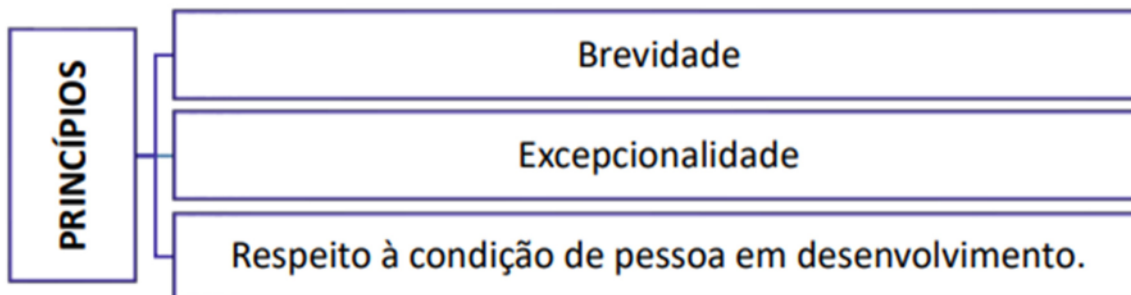 PRINCÍPIOS
Brevidade
Excepcionalidade
Respeito à condição de pessoa em desenvolvimento.